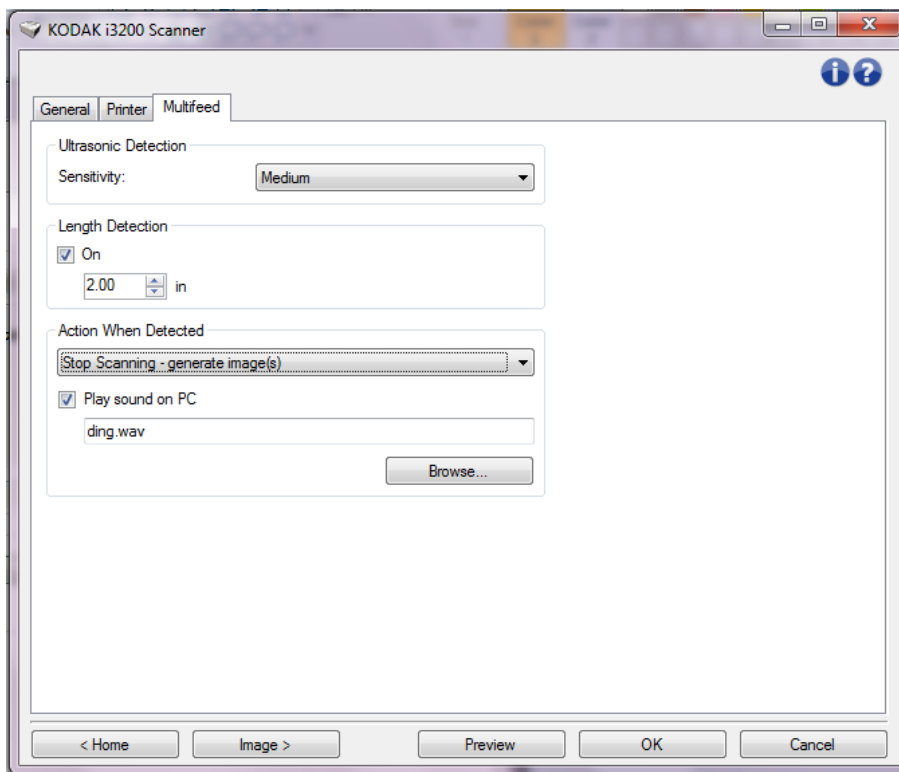 KODAK i3200 Scanner
General Printer Multifeed
Ultrasonic Detection
Sensitivity: Medium
Length Detection
On
2.00 in
Action When Detected
Stop Scanning - generate image(s)
Play sound on PC
ding.wav
Browse...
< Home Image > Preview OK Cancel